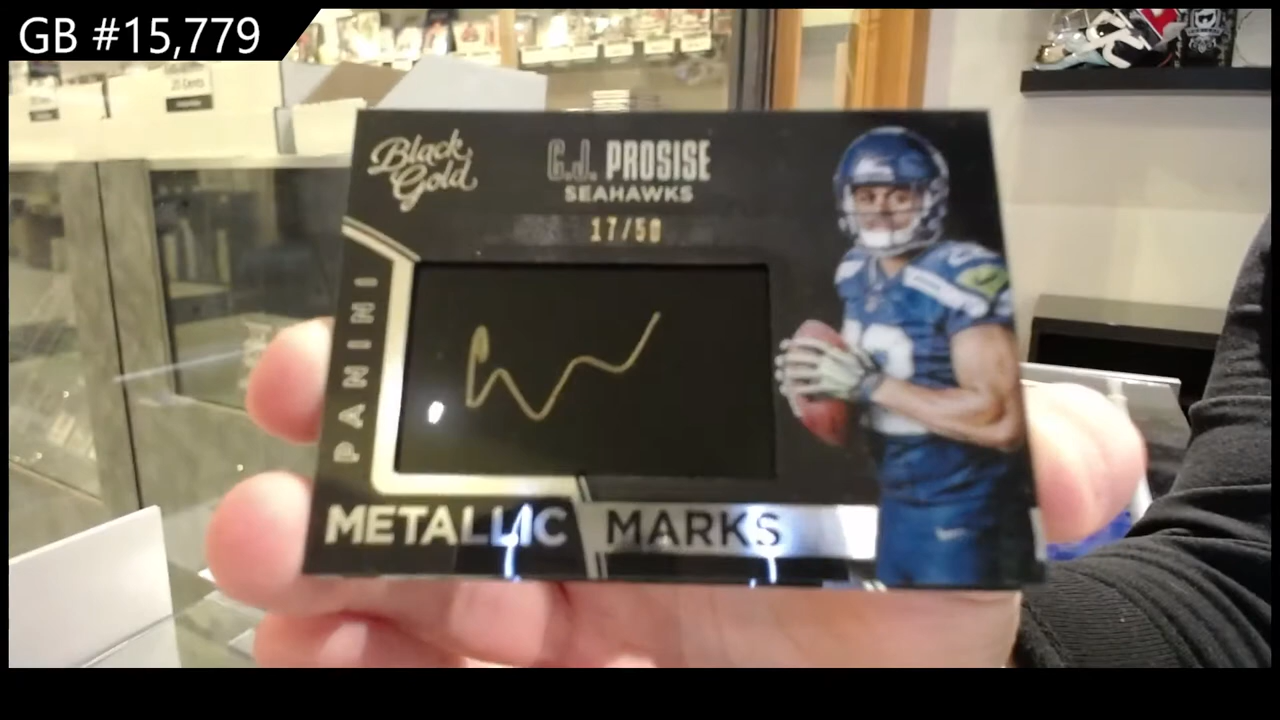 GB #15,779
Black Gold
C.J. PROSISE
SEAHAWKS
17/50
PANINI
METALLIC MARKS